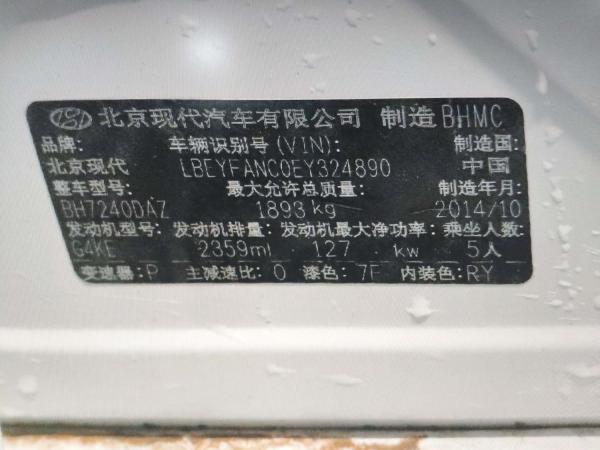 北京现代汽车有限公司 制造 BHMC
品牌: 车辆识别号(VIN): 制造国:
北京现代 LBEYFANC0EY324890 中国
整车型号: 最大允许总质量: 制造年月:
BH7240DAZ 1893 kg 2014/10
发动机型号: 发动机排量: 发动机最大净功率: 乘坐人数:
G4KE 2359ml 127 kw 5人
变速器: P 主减速比: 0 漆色: 7F 内装色: RY